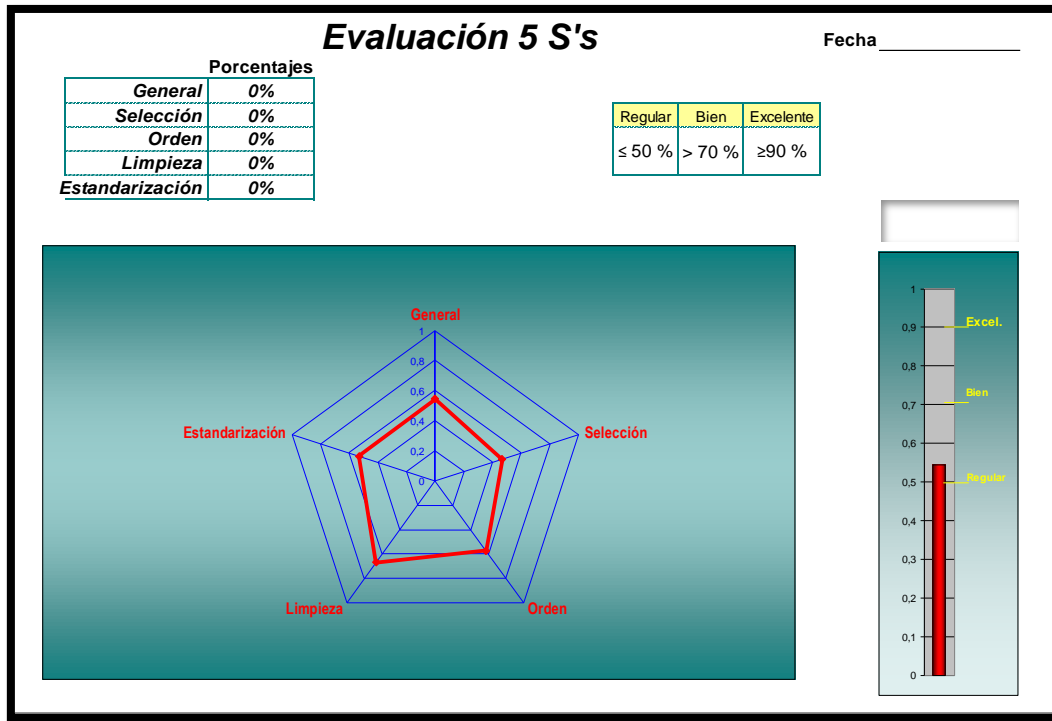 Evaluación 5 S's
Fecha
Porcentajes
General 0%
Selección 0%
Orden 0%
Limpieza 0%
Estandarización 0%
Regular Bien Excelente
≤ 50 % > 70 % ≥90 %
General
Selección
Orden
Limpieza
Estandarización
1
0,8
0,6
0,4
0,2
0
1
0,9
0,8
0,7
0,6
0,5
0,4
0,3
0,2
0,1
0
Excel.
Bien
Regular